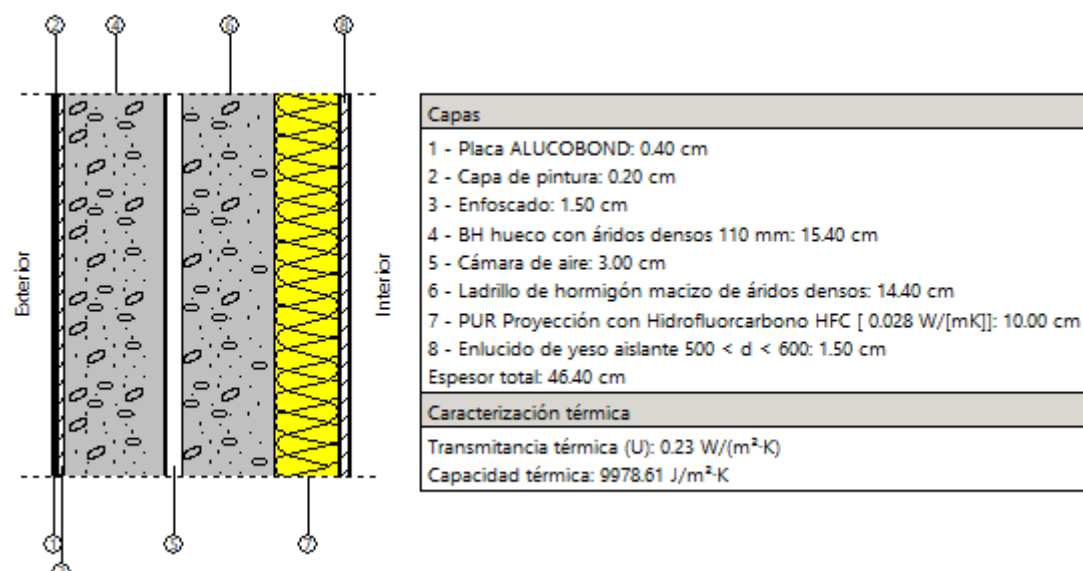 2 4 6 8
Exterior
Interior
1 5 7
3
Capas
1 - Placa ALUCOBOND: 0.40 cm
2 - Capa de pintura: 0.20 cm
3 - Enfoscado: 1.50 cm
4 - BH hueco con áridos densos 110 mm: 15.40 cm
5 - Cámara de aire: 3.00 cm
6 - Ladrillo de hormigón macizo de áridos densos: 14.40 cm
7 - PUR Proyección con Hidrofluorcarbono HFC [ 0.028 W/[mK]]: 10.00 cm
8 - Enlucido de yeso aislante 500 < d < 600: 1.50 cm
Espesor total: 46.40 cm
Caracterización térmica
Transmitancia térmica (U): 0.23 W/(m²·K)
Capacidad térmica: 9978.61 J/m²·K